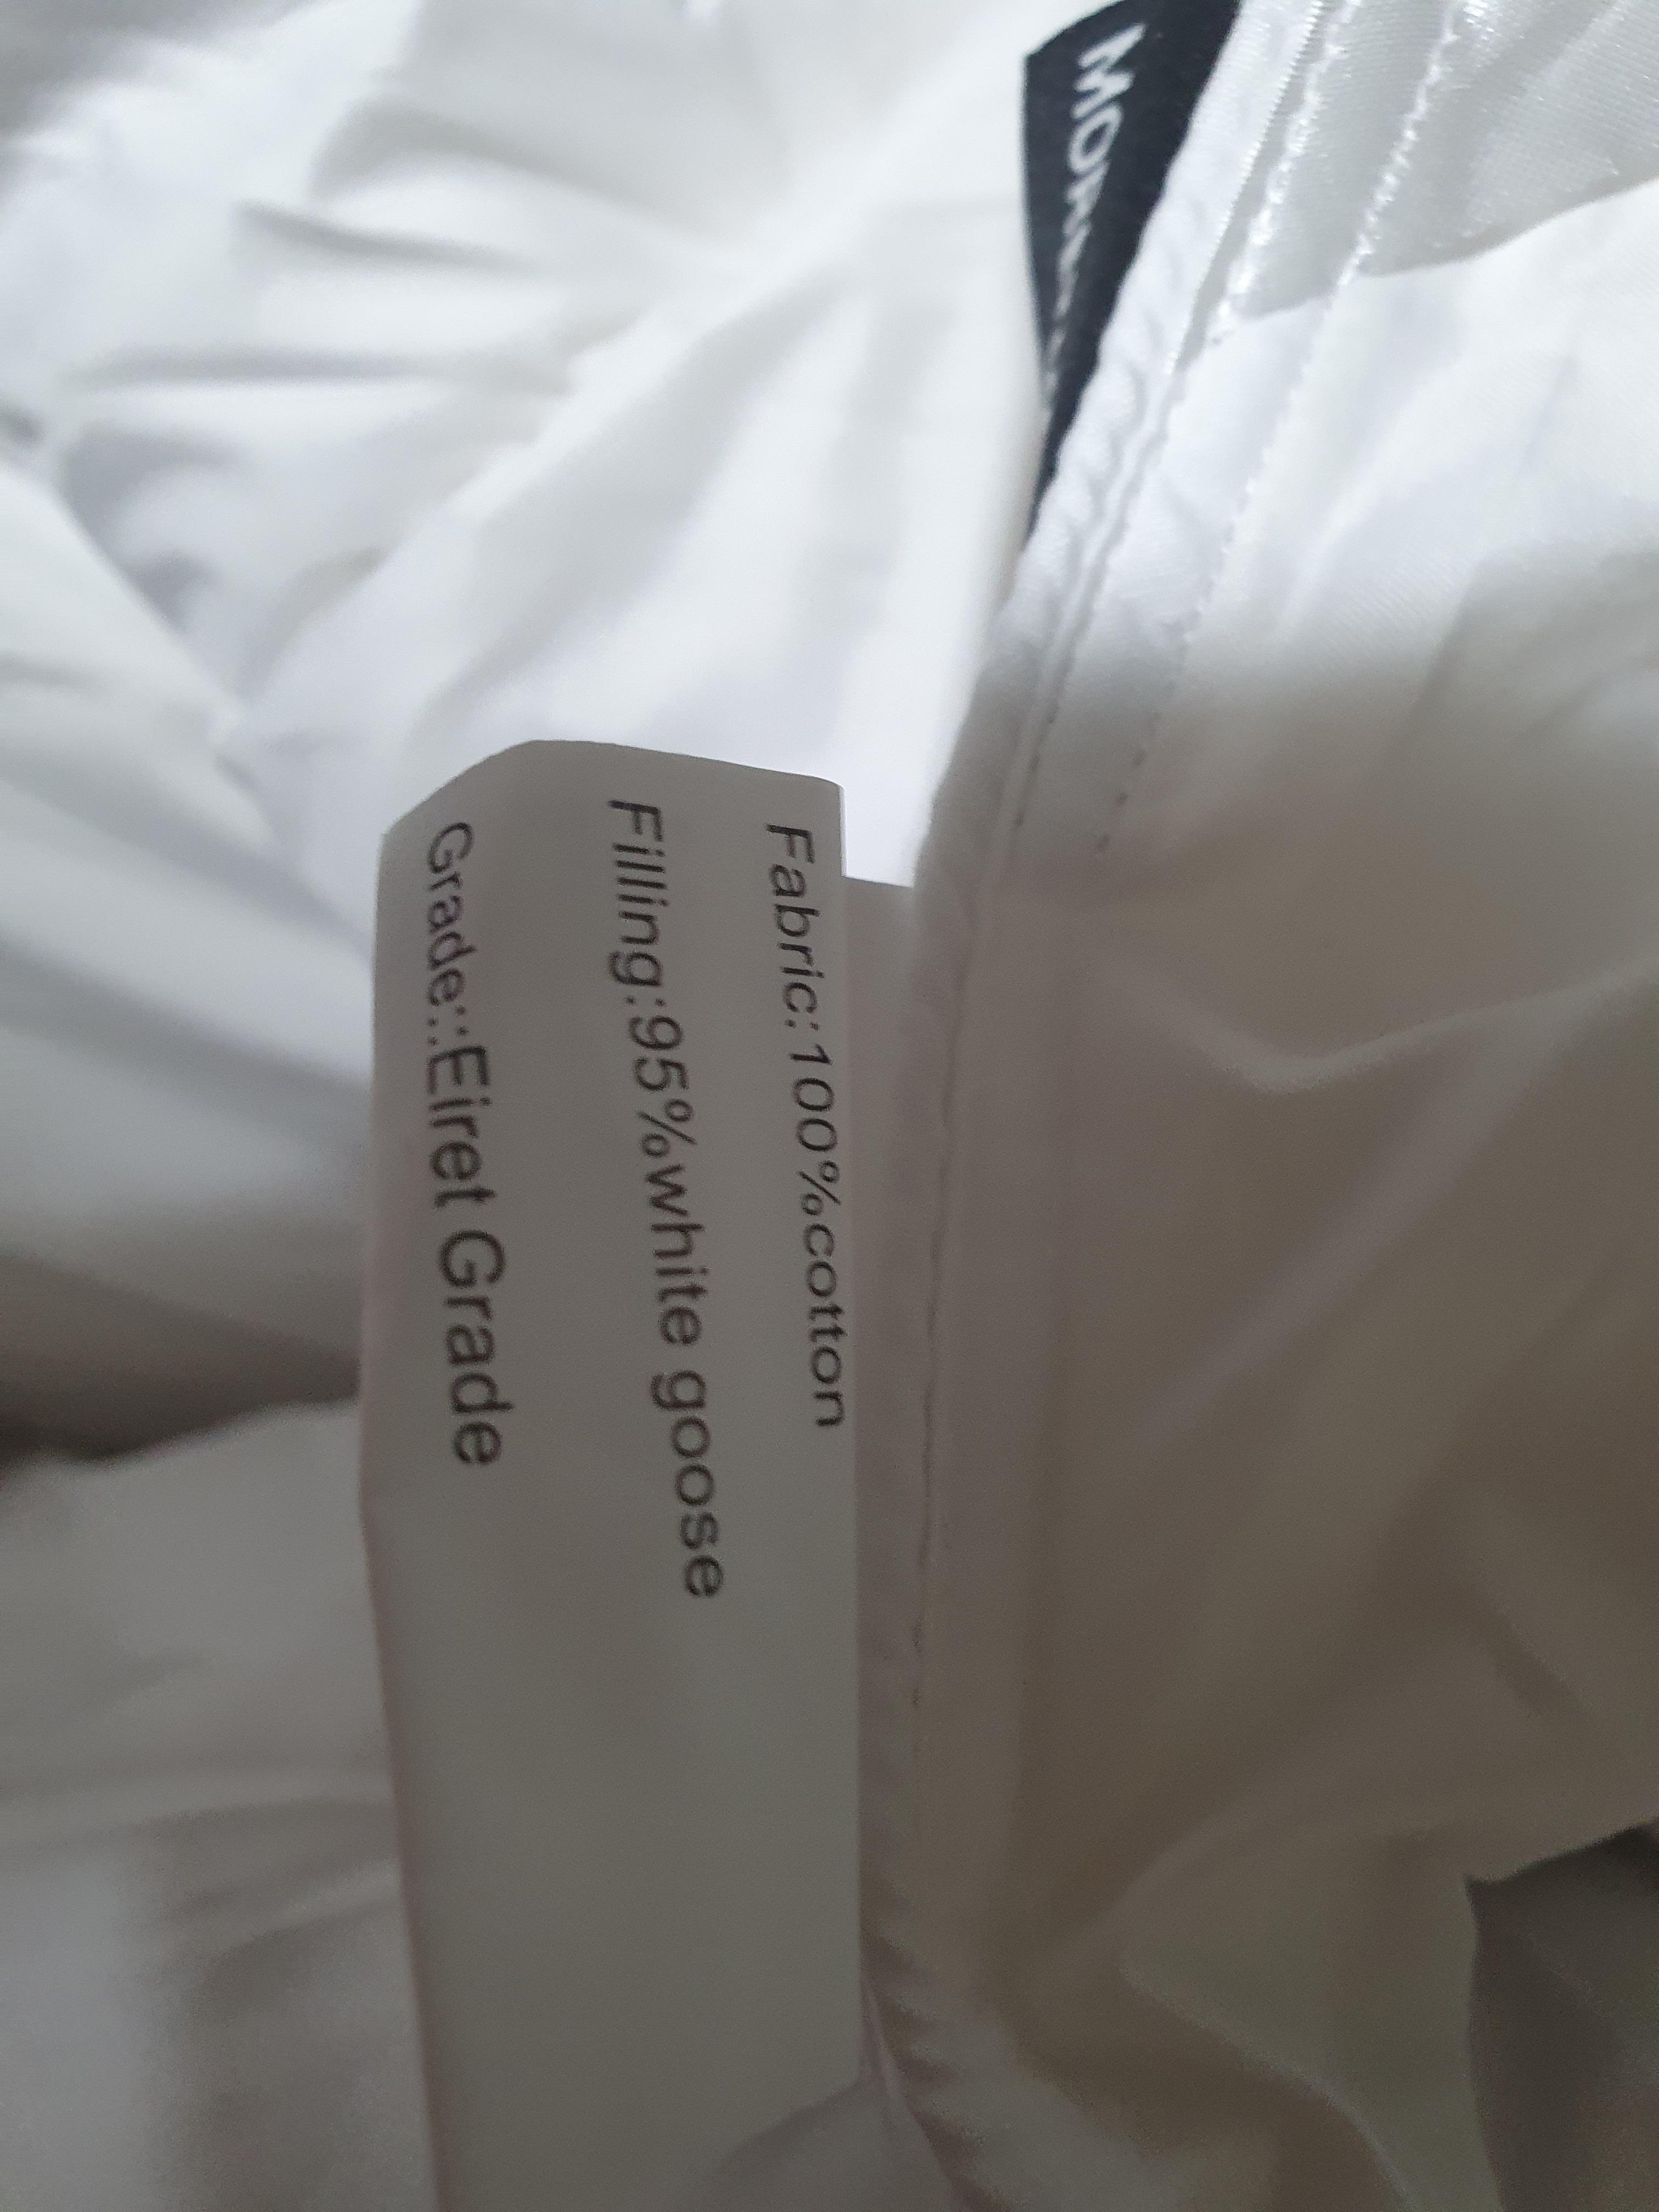 Fabric:100%cotton
Filling:95%white goose
Grade::Eiret Grade